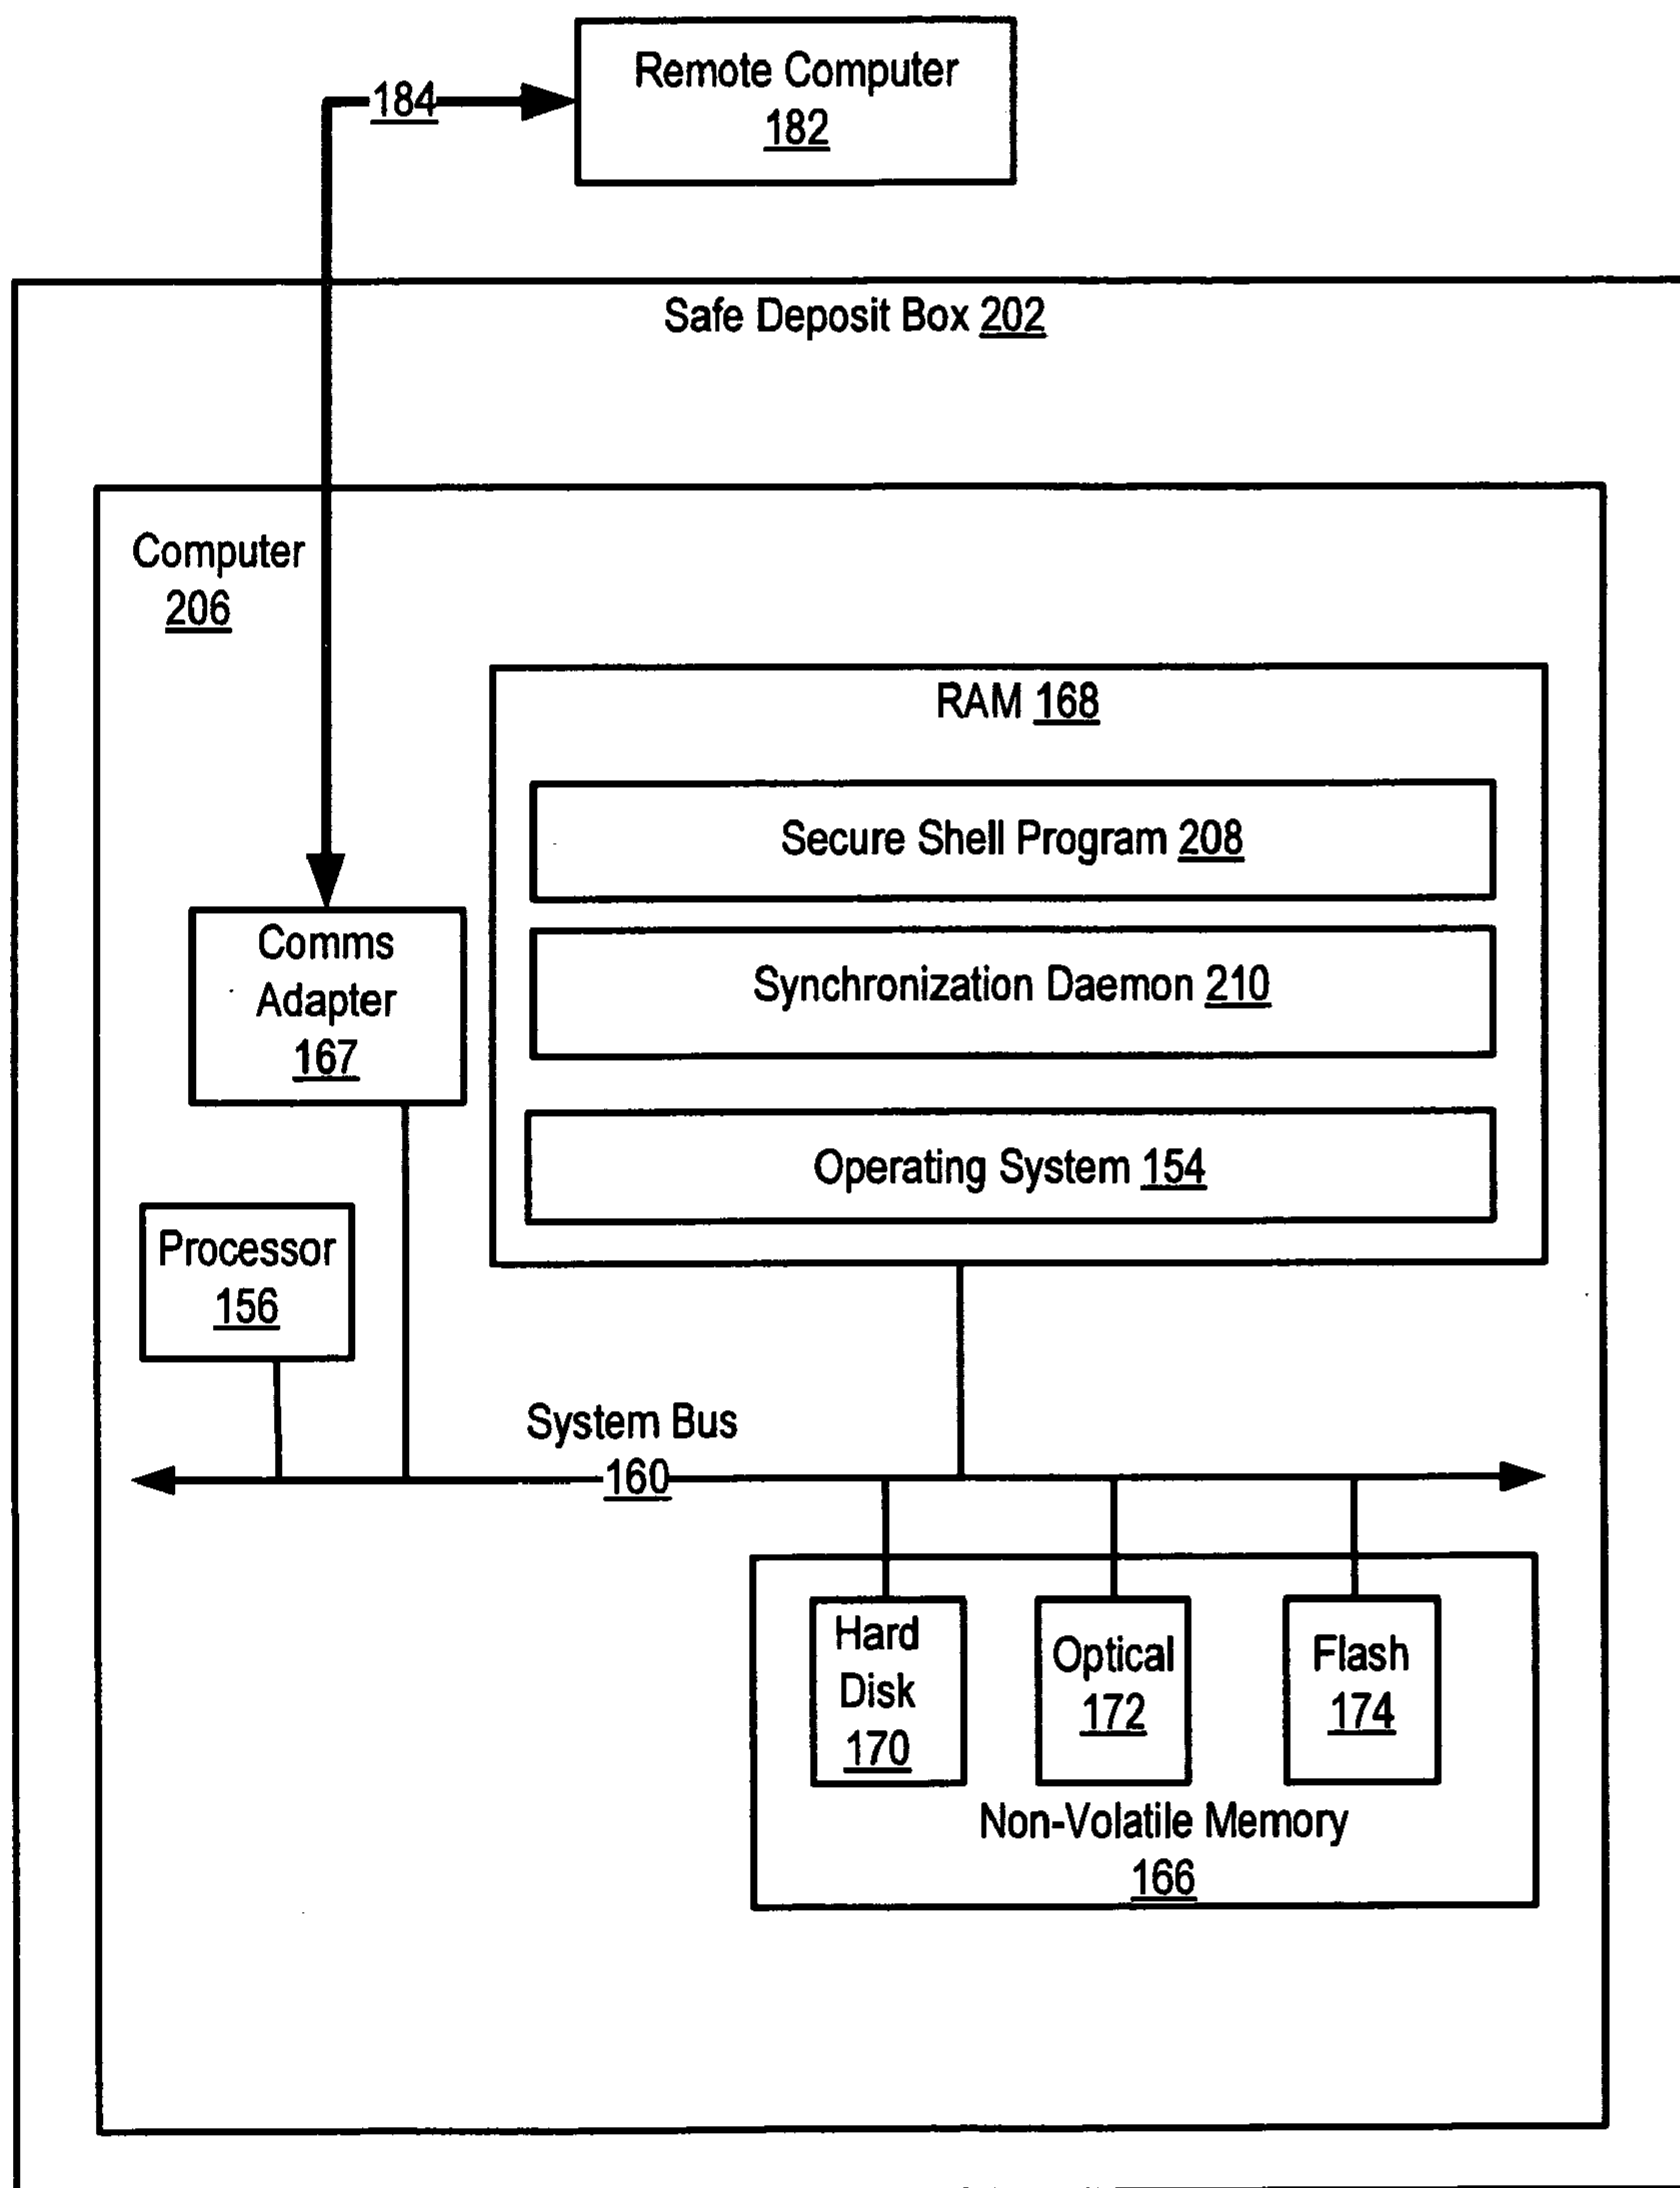 Remote Computer
182
184
Safe Deposit Box 202
Computer
206
RAM 168
Secure Shell Program 208
Synchronization Daemon 210
Operating System 154
Comms
Adapter
167
Processor
156
System Bus
160
Hard
Disk
170
Optical
172
Flash
174
Non-Volatile Memory
166